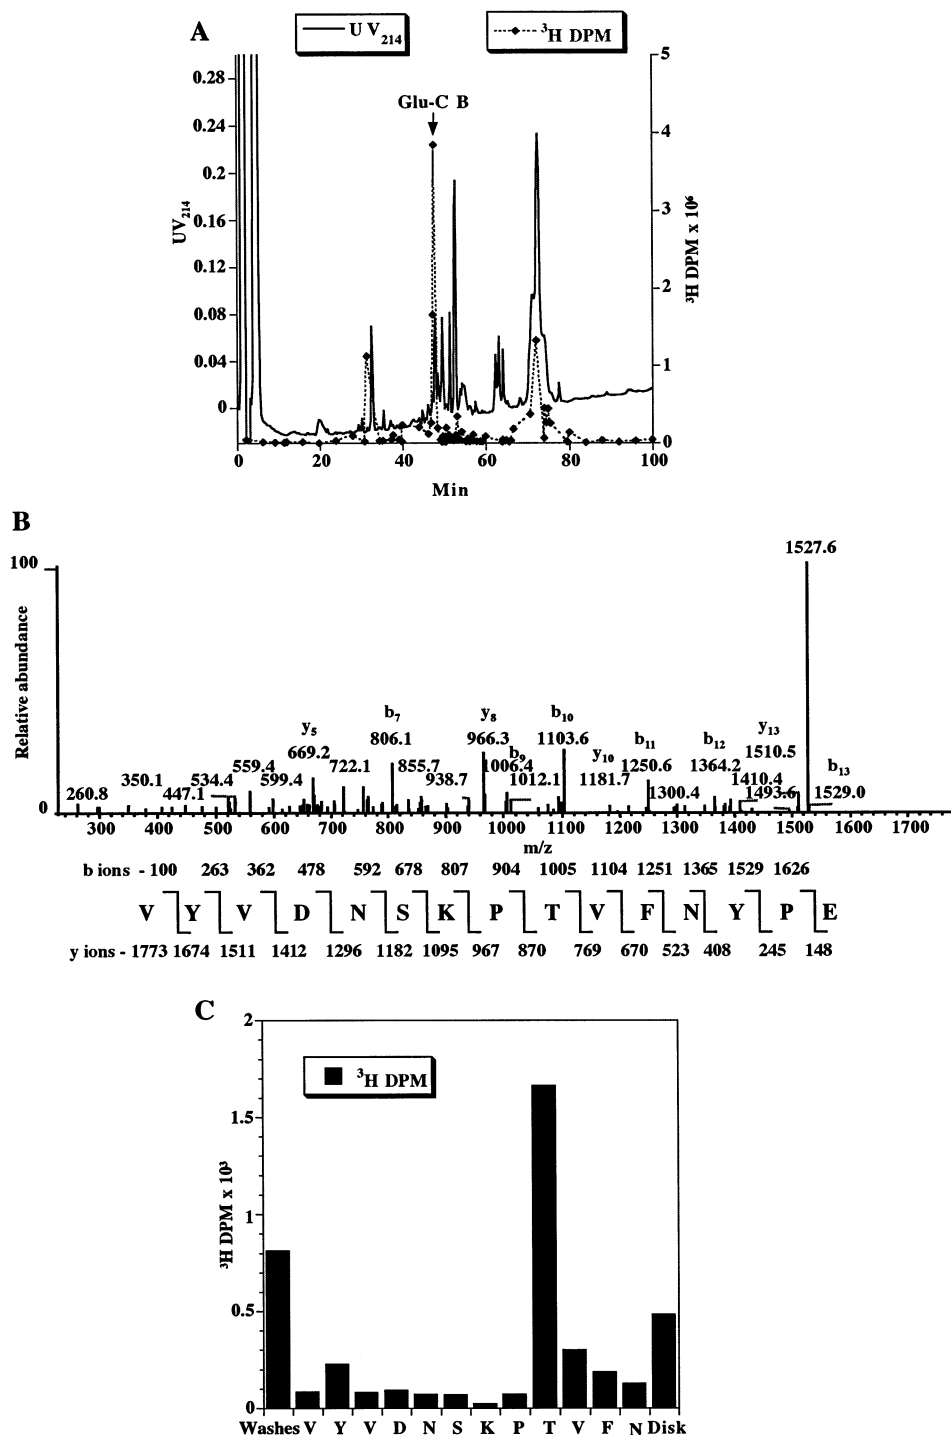 A
UV214
3H DPM
Glu-C B
0.28
0.24
0.2
0.16
0.12
0.08
0.04
0
UV214
5
4
3
2
1
0
3H DPM x 106
0 20 40 60 80 100
Min
B
100
0
Relative abundance
1527.6
y5 b7 y8 b10 y13
669.2 806.1 966.3 b9 1103.6 y10 b11 b12 1510.5 b13
559.4 722.1 855.7 1006.4 1250.6 1364.2
350.1 534.4 599.4 938.7 1012.1 1181.7 1410.4
260.8 447.1 1300.4 1493.6 1529.0
300 400 500 600 700 800 900 1000 1100 1200 1300 1400 1500 1600 1700
m/z
b ions - 100 263 362 478 592 678 807 904 1005 1104 1251 1365 1529 1626
V Y V D N S K P T V F N Y P E
y ions - 1773 1674 1511 1412 1296 1182 1095 967 870 769 670 523 408 245 148
C
3H DPM
2
1.5
1
0.5
0
3H DPM x 103
Washes V Y V D N S K P T V F N Disk